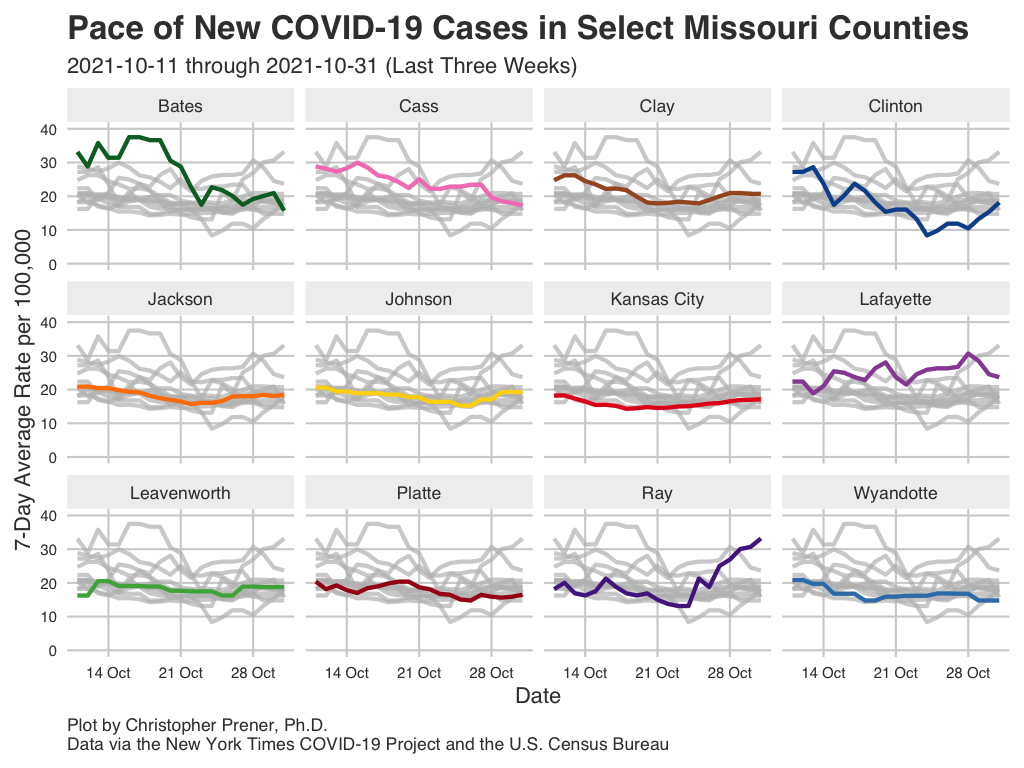 Pace of New COVID-19 Cases in Select Missouri Counties
2021-10-11 through 2021-10-31 (Last Three Weeks)
7-Day Average Rate per 100,000
Bates
Cass
Clay
Clinton
40
30
20
10
0
Jackson
Johnson
Kansas City
Lafayette
40
30
20
10
0
Leavenworth
Platte
Ray
Wyandotte
40
30
20
10
0
14 Oct
21 Oct
28 Oct
14 Oct
21 Oct
28 Oct
14 Oct
21 Oct
28 Oct
14 Oct
21 Oct
28 Oct
Date
Plot by Christopher Prener, Ph.D.
Data via the New York Times COVID-19 Project and the U.S. Census Bureau